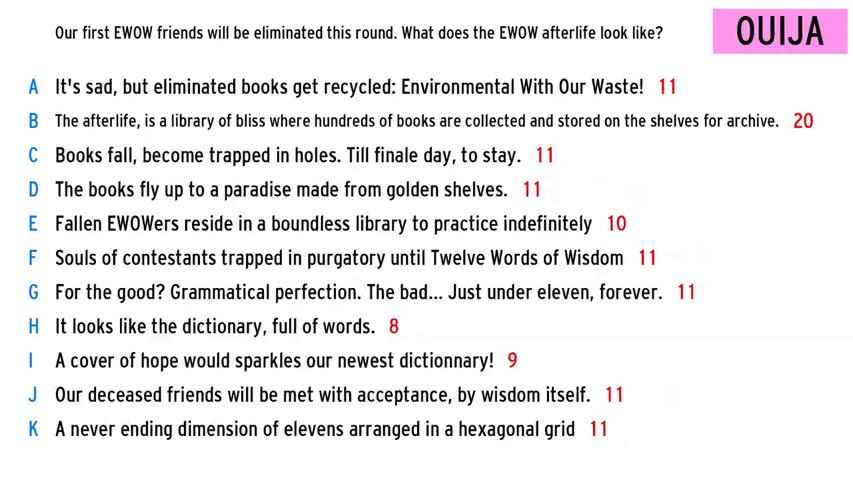 Our first EWOW friends will be eliminated this round. What does the EWOW afterlife look like?
OUIJA
A It's sad, but eliminated books get recycled: Environmental With Our Waste! 11
B The afterlife, is a library of bliss where hundreds of books are collected and stored on the shelves for archive. 20
C Books fall, become trapped in holes. Till finale day, to stay. 11
D The books fly up to a paradise made from golden shelves. 11
E Fallen EWOWers reside in a boundless library to practice indefinitely 10
F Souls of contestants trapped in purgatory until Twelve Words of Wisdom 11
G For the good? Grammatical perfection. The bad... Just under eleven, forever. 11
H It looks like the dictionary, full of words. 8
I A cover of hope would sparkles our newest dictionnary! 9
J Our deceased friends will be met with acceptance, by wisdom itself. 11
K A never ending dimension of elevens arranged in a hexagonal grid 11